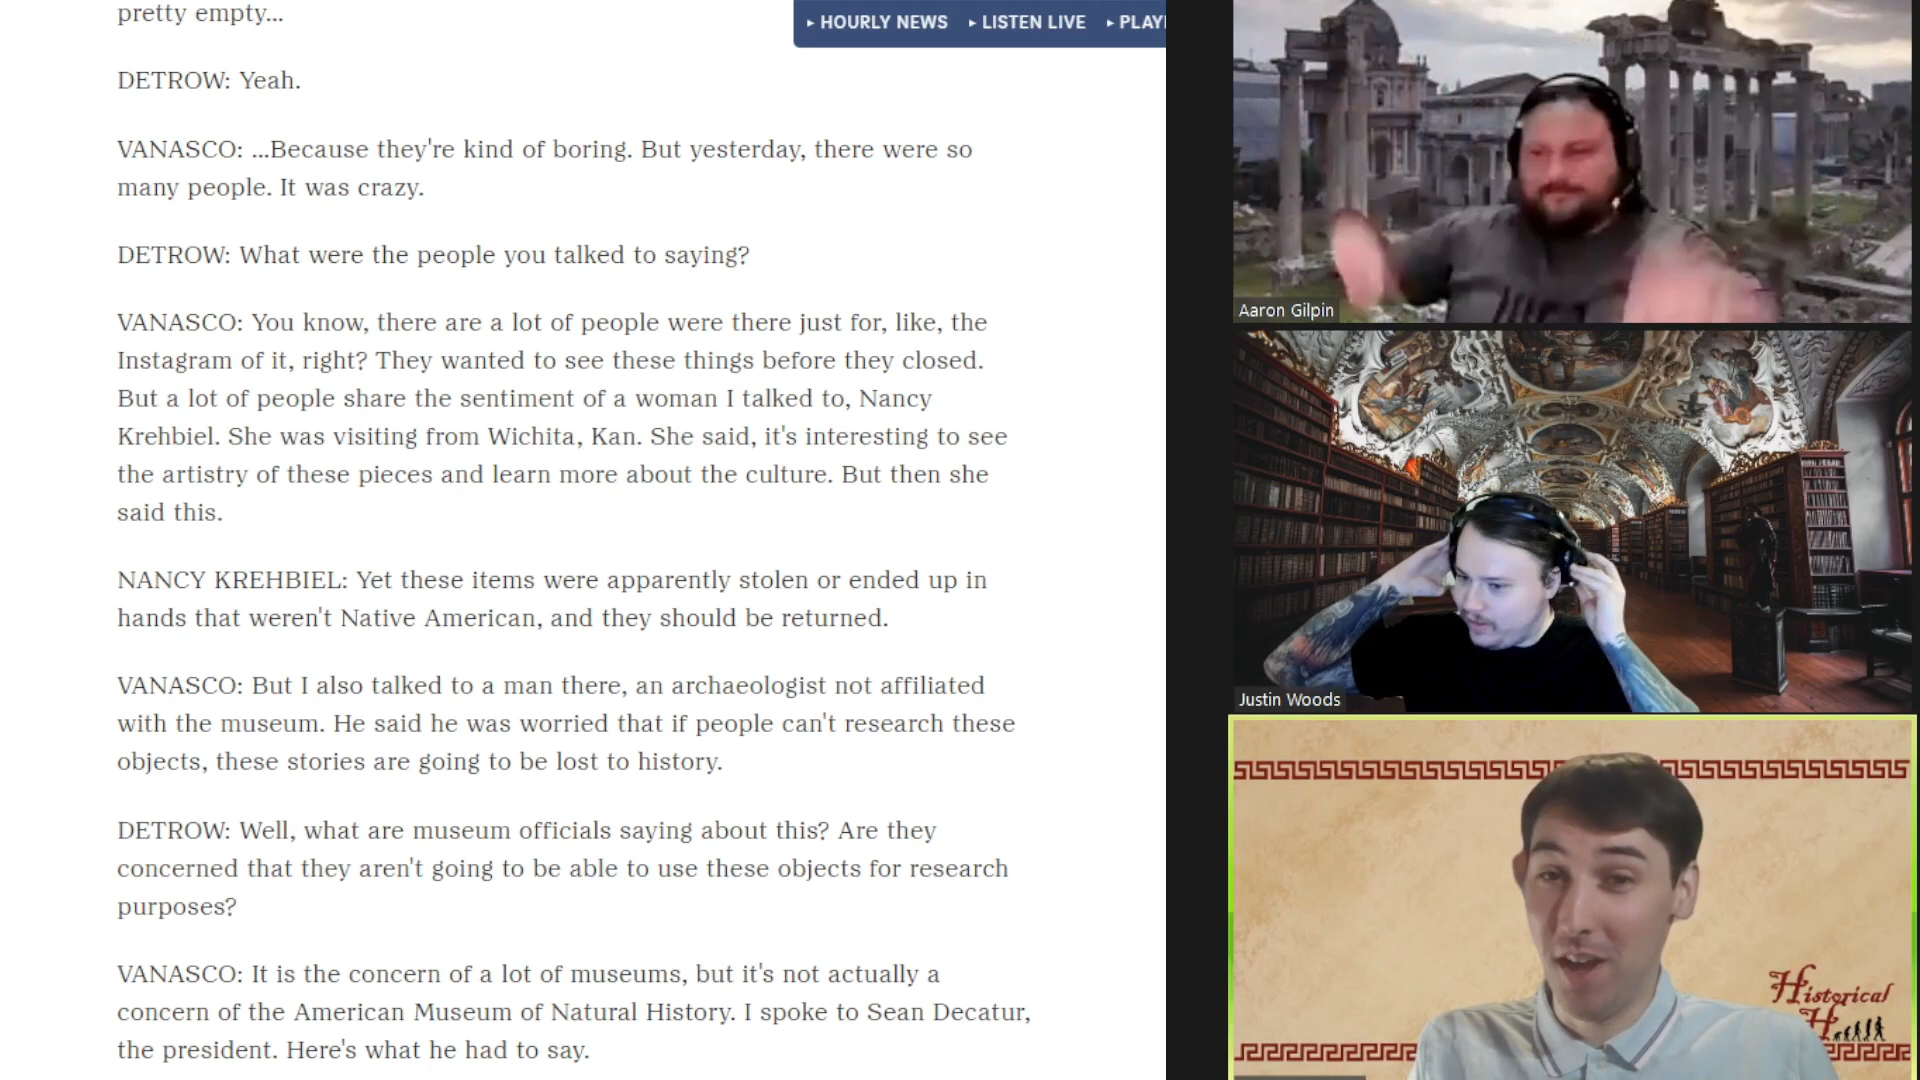 pretty empty...
▸ HOURLY NEWS ▸ LISTEN LIVE ▸ PLAYI
DETROW: Yeah.
VANASCO: ...Because they're kind of boring. But yesterday, there were so
many people. It was crazy.
DETROW: What were the people you talked to saying?
VANASCO: You know, there are a lot of people were there just for, like, the
Instagram of it, right? They wanted to see these things before they closed.
But a lot of people share the sentiment of a woman I talked to, Nancy
Krehbiel. She was visiting from Wichita, Kan. She said, it's interesting to see
the artistry of these pieces and learn more about the culture. But then she
said this.
NANCY KREHBIEL: Yet these items were apparently stolen or ended up in
hands that weren't Native American, and they should be returned.
VANASCO: But I also talked to a man there, an archaeologist not affiliated
with the museum. He said he was worried that if people can't research these
objects, these stories are going to be lost to history.
DETROW: Well, what are museum officials saying about this? Are they
concerned that they aren't going to be able to use these objects for research
purposes?
VANASCO: It is the concern of a lot of museums, but it's not actually a
concern of the American Museum of Natural History. I spoke to Sean Decatur,
the president. Here's what he had to say.
Aaron Gilpin
Justin Woods
Historical
H